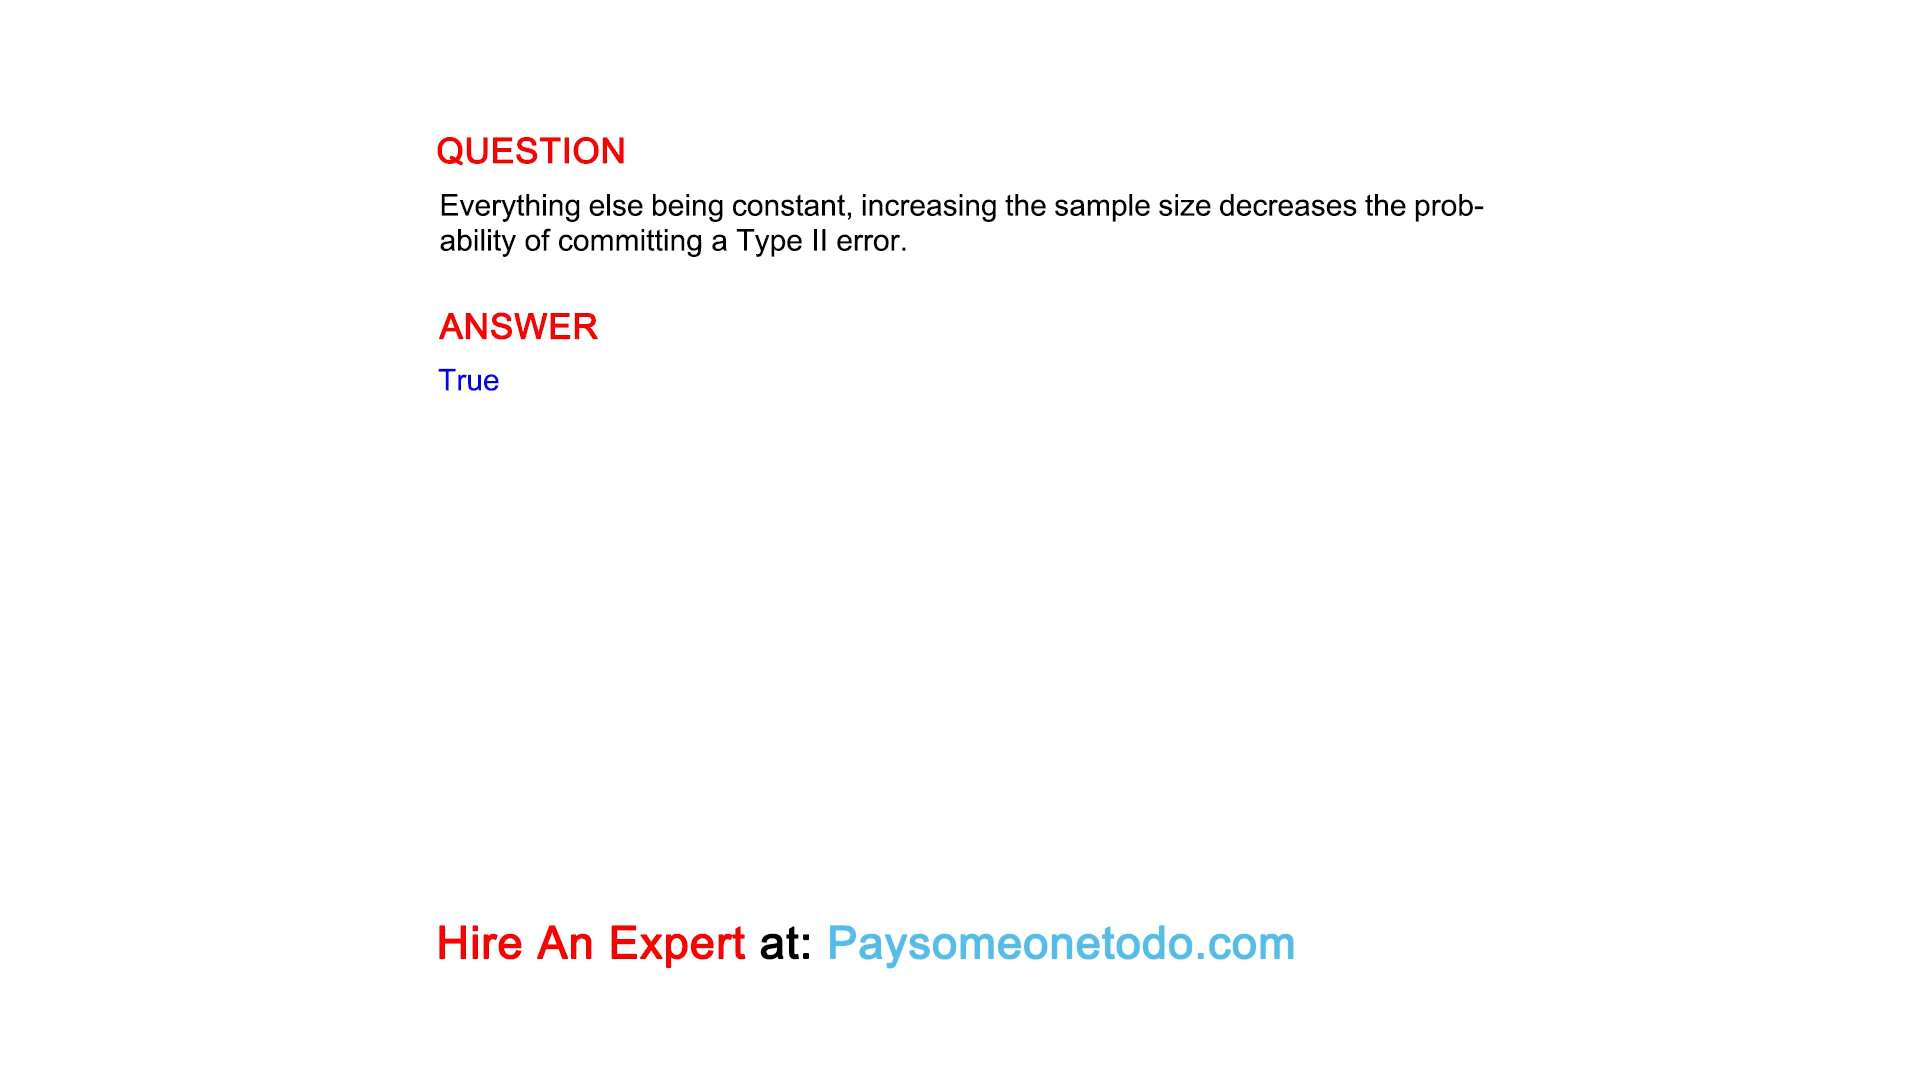 QUESTION
Everything else being constant, increasing the sample size decreases the prob-
ability of committing a Type II error.
ANSWER
True
Hire An Expert at: Paysomeonetodo.com